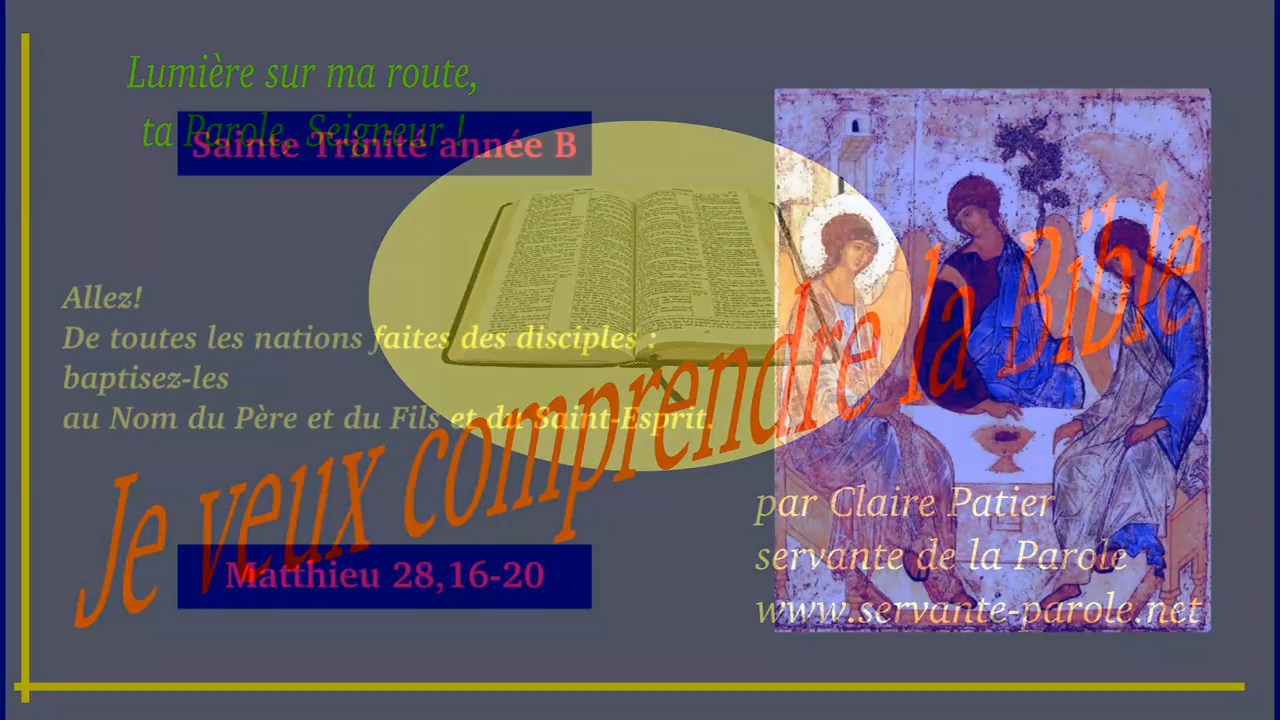 Lumière sur ma route,
ta Parole, Seigneur !
Sainte Trinité année B
Allez!
De toutes les nations faites des disciples :
baptisez-les
au Nom du Père et du Fils et du Saint-Esprit.
Je veux comprendre la Bible
Matthieu 28,16-20
par Claire Patier
servante de la Parole
www.servante-parole.net